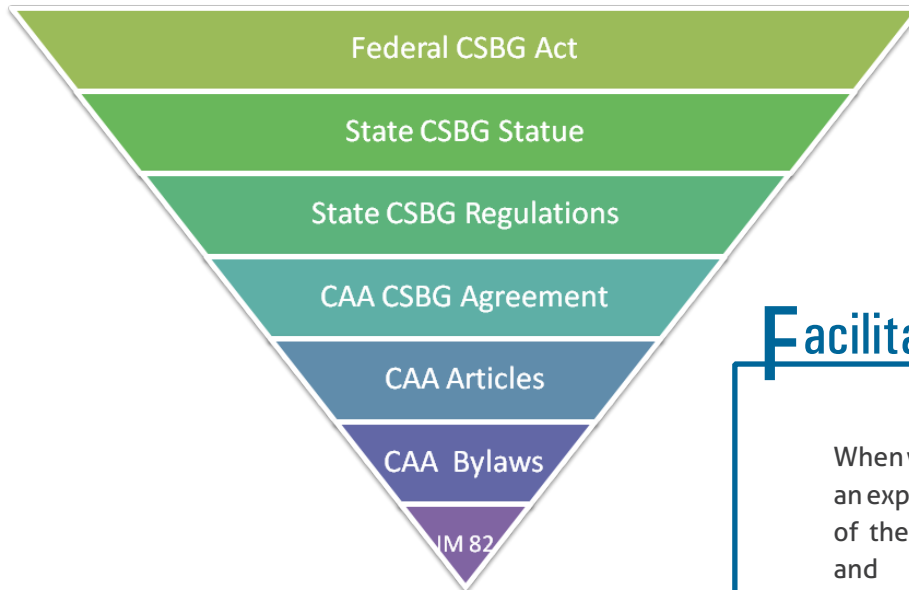 Federal CSBG Act
State CSBG Statue
State CSBG Regulations
CAA CSBG Agreement
CAA Articles
CAA Bylaws
IM 82
When
of the
and